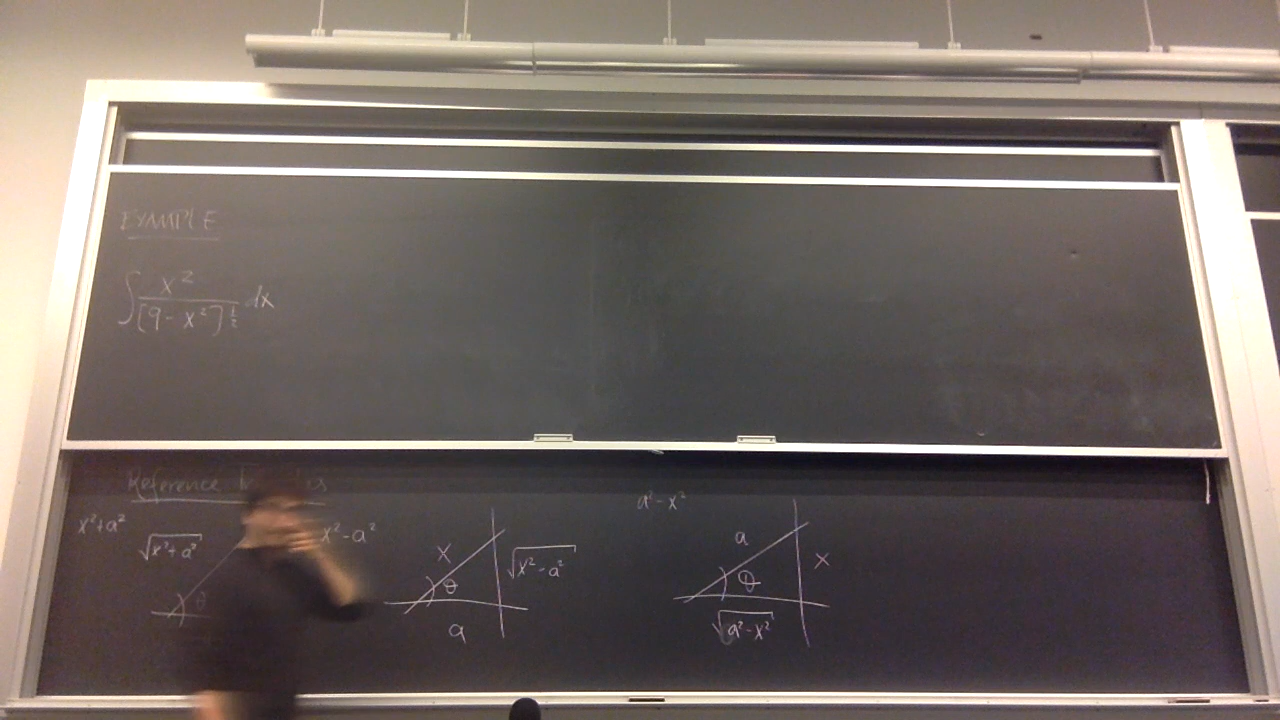 EXAMPLE
∫ x² / [9 - x²]^½ dx
Reference
x²+a²
√(x²+a²)
θ
x²-a²
x
θ
√(x²-a²)
a
a²-x²
a
θ
x
√(a²-x²)